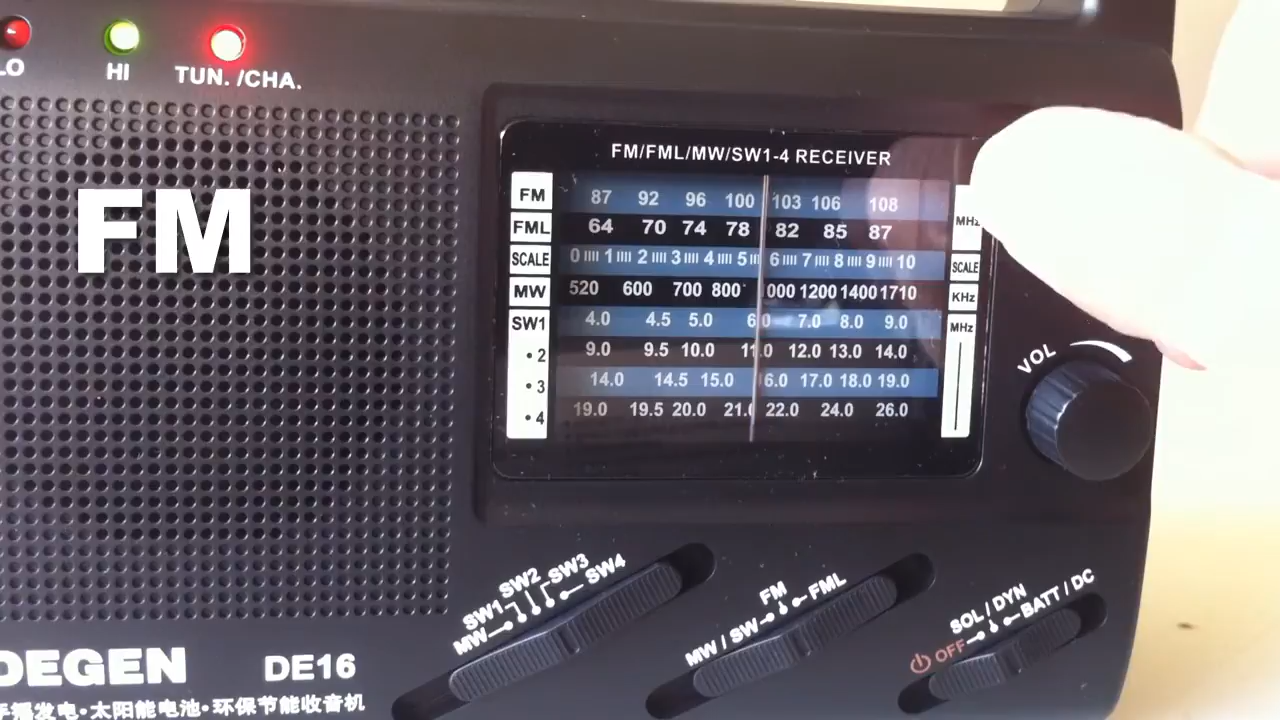 LO HI TUN. /CHA.
FM
FM/FML/MW/SW1-4 RECEIVER
FM 87 92 96 100 103 106 108 MHz
FML 64 70 74 78 82 85 87
SCALE 0 1 2 3 4 5 6 7 8 9 10 SCALE
MW 520 600 700 800 000 1200 1400 1710 KHz
SW1 4.0 4.5 5.0 6.0 7.0 8.0 9.0 MHz
•2 9.0 9.5 10.0 11.0 12.0 13.0 14.0
•3 14.0 14.5 15.0 6.0 17.0 18.0 19.0
•4 19.0 19.5 20.0 21.0 22.0 24.0 26.0
VOL
MW SW1 SW2 SW3 SW4
MW / SW FM FML
OFF SOL / DYN BATT / DC
DEGEN DE16
手摇发电•太阳能电池•环保节能收音机